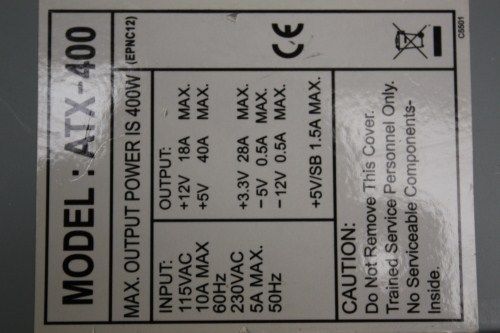 MODEL : ATX-400
MAX. OUTPUT POWER IS 400W (EPNC12)
INPUT:
115VAC
10A MAX
60Hz
230VAC
5A MAX.
50Hz
OUTPUT:
+12V 18A MAX.
+5V 40A MAX.
+3.3V 28A MAX.
-5V 0.5A MAX.
-12V 0.5A MAX.
+5V/SB 1.5A MAX.
CAUTION:
Do Not Remove This Cover.
Trained Service Personnel Only.
No Serviceable Components-
Inside.
CE
CS501